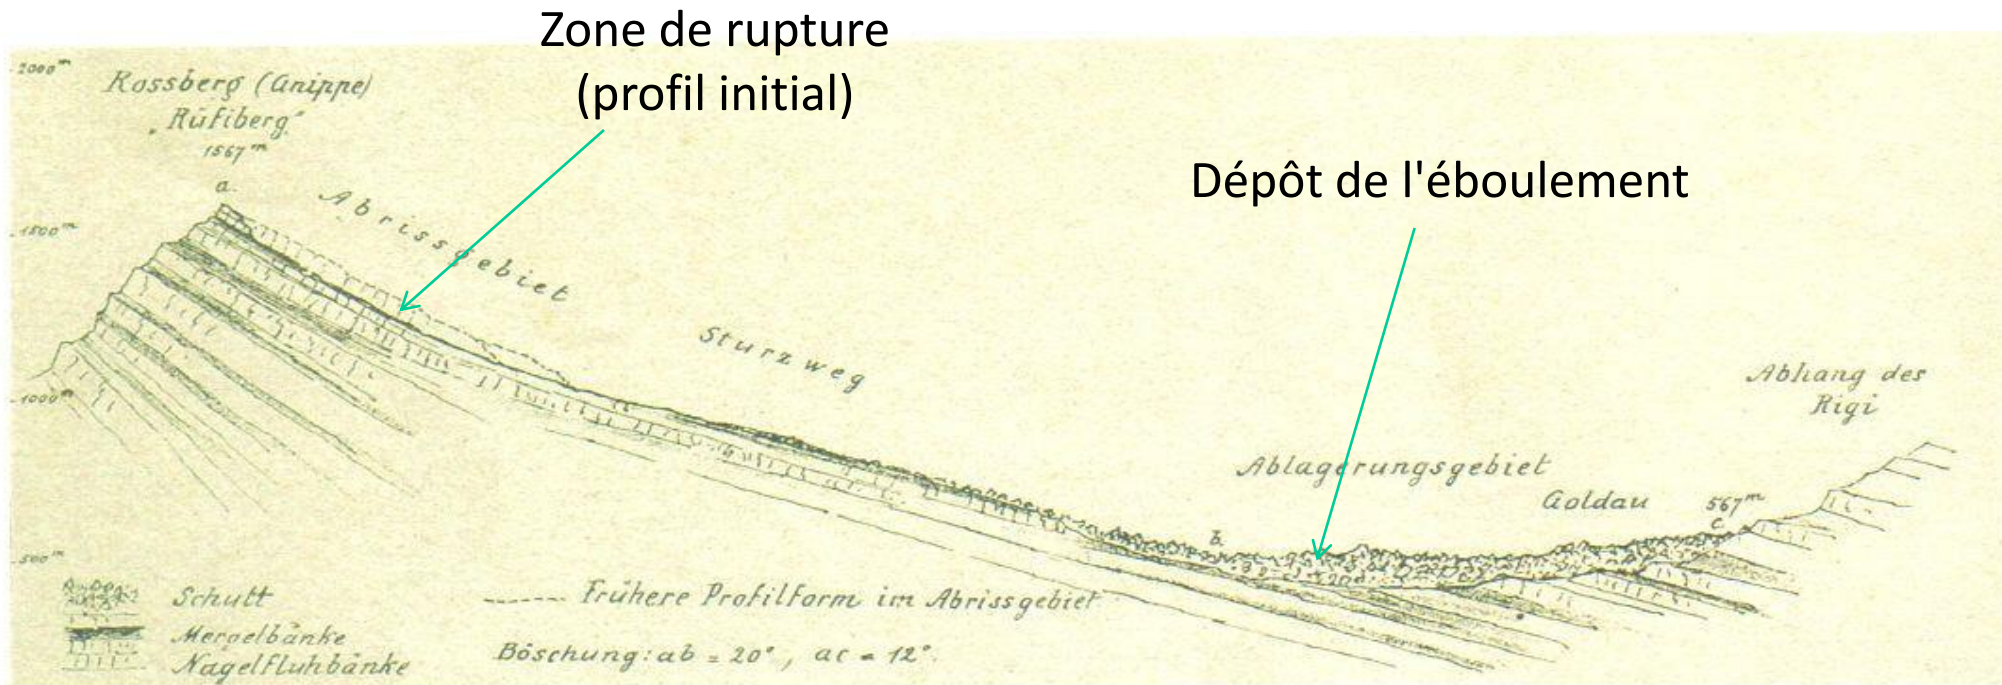 Zone de rupture
(profil initial)
2000ᵐ
Rossberg (Gnippe)
„Rüfiberg“
1567ᵐ
a.
Dépôt de l'éboulement
1500ᵐ
Abrissgebiet
Sturzweg
1000ᵐ
Abhang des
Rigi
Ablagerungsgebiet
Goldau
567ᵐ
c.
b.
500ᵐ
Schutt
Mergelbänke
Nagelfluhbänke
Frühere Profilform im Abrissgebiet.
Böschung: ab = 20°, ac = 12°.